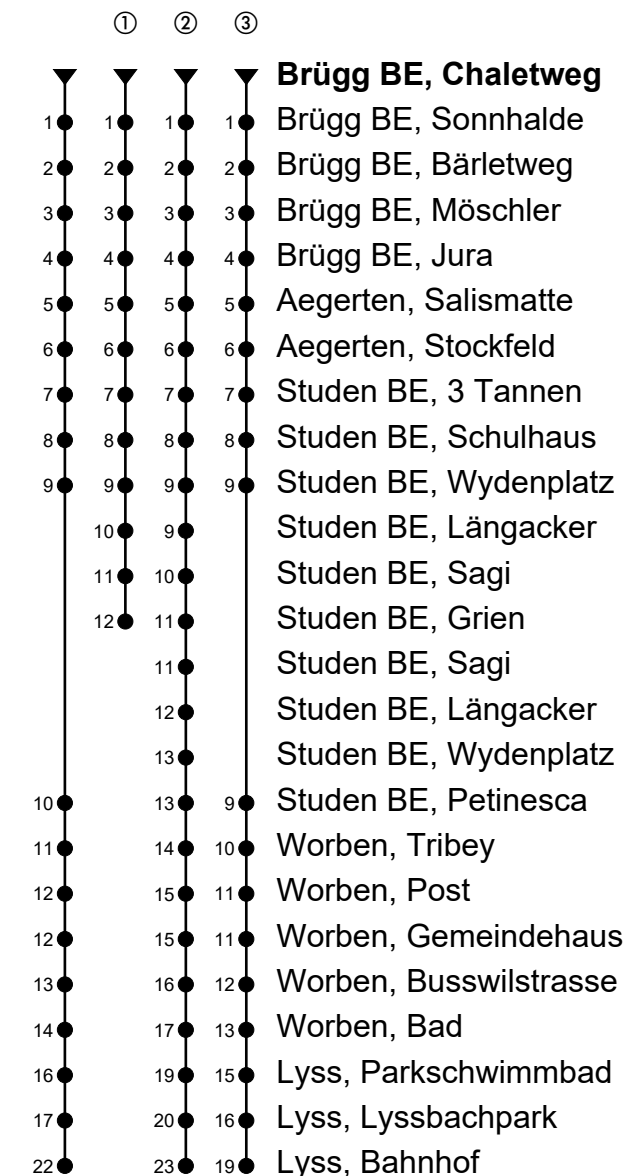 ① ② ③
Brügg BE, Chaletweg
1 1 1 1 Brügg BE, Sonnhalde
2 2 2 2 Brügg BE, Bärletweg
3 3 3 3 Brügg BE, Möschler
4 4 4 4 Brügg BE, Jura
5 5 5 5 Aegerten, Salismatte
6 6 6 6 Aegerten, Stockfeld
7 7 7 7 Studen BE, 3 Tannen
8 8 8 8 Studen BE, Schulhaus
9 9 9 9 Studen BE, Wydenplatz
10 9 Studen BE, Längacker
11 10 Studen BE, Sagi
12 11 Studen BE, Grien
11 Studen BE, Sagi
12 Studen BE, Längacker
13 Studen BE, Wydenplatz
10 13 9 Studen BE, Petinesca
11 14 10 Worben, Tribey
12 15 11 Worben, Post
12 15 11 Worben, Gemeindehaus
13 16 12 Worben, Busswilstrasse
14 17 13 Worben, Bad
16 19 15 Lyss, Parkschwimmbad
17 20 16 Lyss, Lyssbachpark
22 23 19 Lyss, Bahnhof